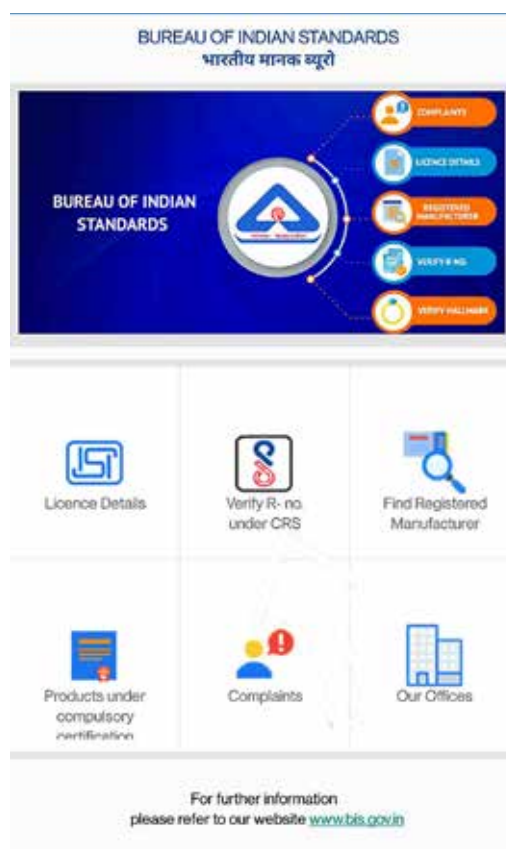 BUREAU OF INDIAN STANDARDS
भारतीय मानक ब्यूरो
BUREAU OF INDIAN
STANDARDS
COMPLAINTS
LICENCE DETAILS
REGISTERED
MANUFACTURER
VERIFY R-NO.
VERIFY HALLMARK
Licence Details
Verify R- no.
under CRS
Find Registered
Manufacturer
Products under
compulsory
certification
Complaints
Our Offices
For further information
please refer to our website www.bis.gov.in